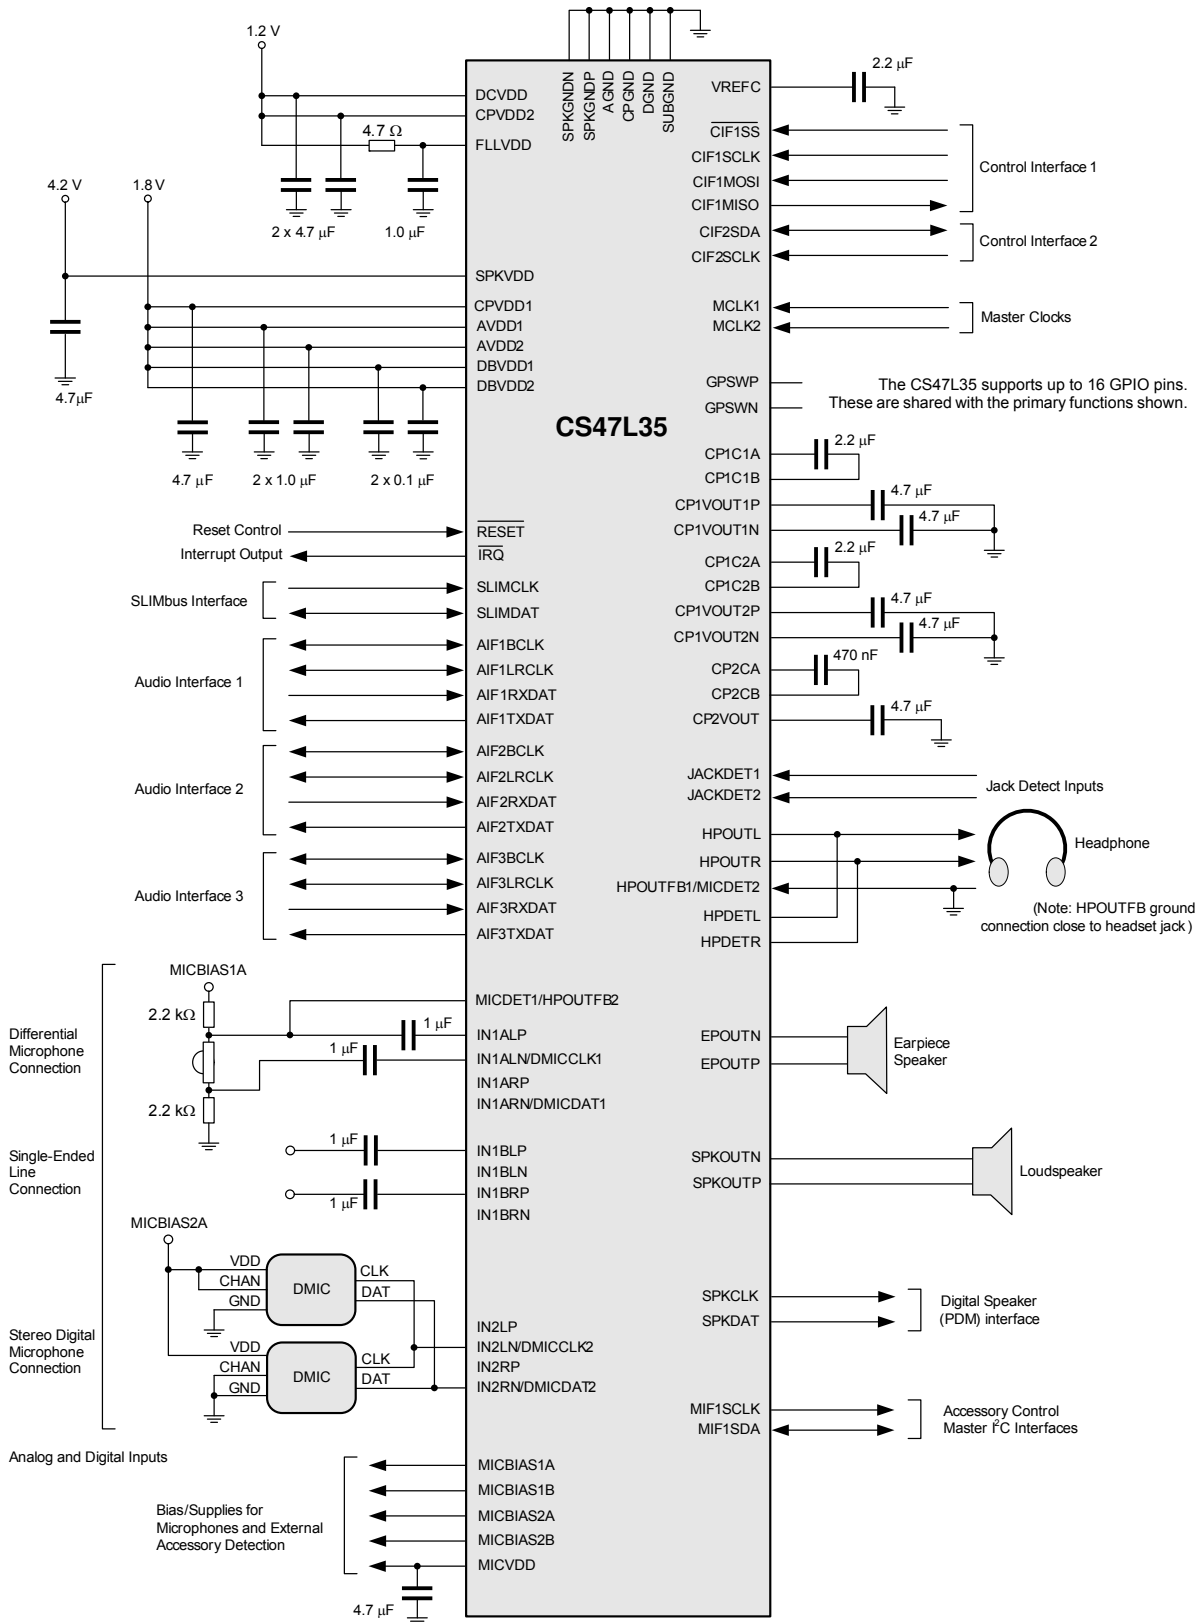 1.2 V
DCVDD
CPVDD2
4.7 Ω
FLLVDD
2 x 4.7 μF
1.0 μF
4.2 V
1.8 V
SPKVDD
CPVDD1
AVDD1
AVDD2
DBVDD1
DBVDD2
4.7μF
4.7 μF
2 x 1.0 μF
2 x 0.1 μF
Reset Control
RESET
Interrupt Output
IRQ
SLIMbus Interface
SLIMCLK
SLIMDAT
Audio Interface 1
AIF1BCLK
AIF1LRCLK
AIF1RXDAT
AIF1TXDAT
Audio Interface 2
AIF2BCLK
AIF2LRCLK
AIF2RXDAT
AIF2TXDAT
Audio Interface 3
AIF3BCLK
AIF3LRCLK
AIF3RXDAT
AIF3TXDAT
MICBIAS1A
2.2 kΩ
MICDET1/HPOUTFB2
1 μF
IN1ALP
Differential
Microphone
Connection
1 μF
IN1ALN/DMICCLK1
IN1ARP
2.2 kΩ
IN1ARN/DMICDAT1
Single-Ended
Line
Connection
1 μF
IN1BLP
IN1BLN
IN1BRP
1 μF
IN1BRN
MICBIAS2A
VDD
CHAN
GND
DMIC
CLK
DAT
Stereo Digital
Microphone
Connection
VDD
CHAN
GND
DMIC
CLK
DAT
IN2LP
IN2LN/DMICCLK2
IN2RP
IN2RN/DMICDAT2
Analog and Digital Inputs
Bias/Supplies for
Microphones and External
Accessory Detection
MICBIAS1A
MICBIAS1B
MICBIAS2A
MICBIAS2B
MICVDD
4.7 μF
SPKGNDN
SPKGNDP
AGND
CPGND
DGND
SUBGND
CS47L35
VREFC
2.2 μF
CIF1SS
CIF1SCLK
CIF1MOSI
CIF1MISO
Control Interface 1
CIF2SDA
CIF2SCLK
Control Interface 2
MCLK1
MCLK2
Master Clocks
GPSWP
GPSWN
The CS47L35 supports up to 16 GPIO pins.
These are shared with the primary functions shown.
CP1C1A
2.2 μF
CP1C1B
CP1VOUT1P
4.7 μF
CP1VOUT1N
4.7 μF
CP1C2A
2.2 μF
CP1C2B
CP1VOUT2P
4.7 μF
CP1VOUT2N
4.7 μF
CP2CA
470 nF
CP2CB
CP2VOUT
4.7 μF
JACKDET1
JACKDET2
Jack Detect Inputs
HPOUTL
HPOUTR
Headphone
HPOUTFB1/MICDET2
HPDETL
HPDETR
(Note: HPOUTFB ground
connection close to headset jack)
EPOUTN
EPOUTP
Earpiece
Speaker
SPKOUTN
SPKOUTP
Loudspeaker
SPKCLK
SPKDAT
Digital Speaker
(PDM) interface
MIF1SCLK
MIF1SDA
Accessory Control
Master I²C Interfaces